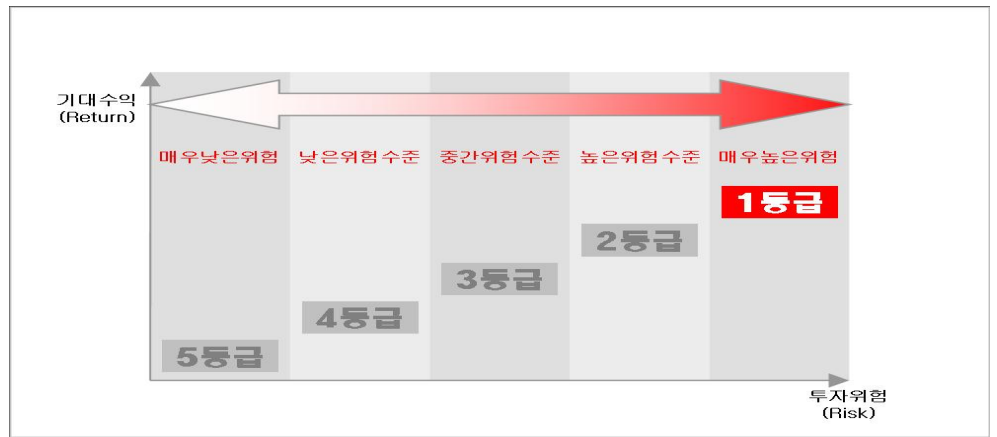 기대수익
(Return)
매우낮은위험 낮은위험수준 중간위험수준 높은위험수준 매우높은위험
1등급
2등급
3등급
4등급
5등급
투자위험
(Risk)